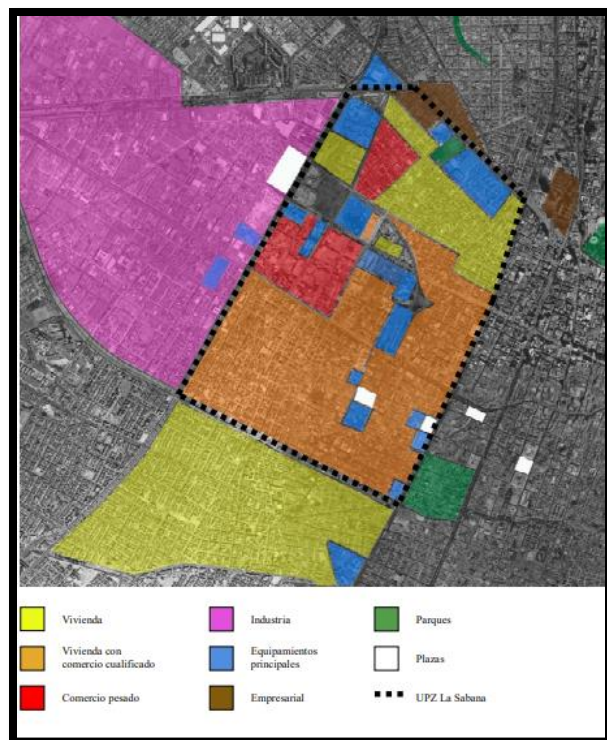 Vivienda
Industria
Parques
Vivienda con
comercio cualificado
Equipamientos
principales
Plazas
Comercio pesado
Empresarial
UPZ La Sabana